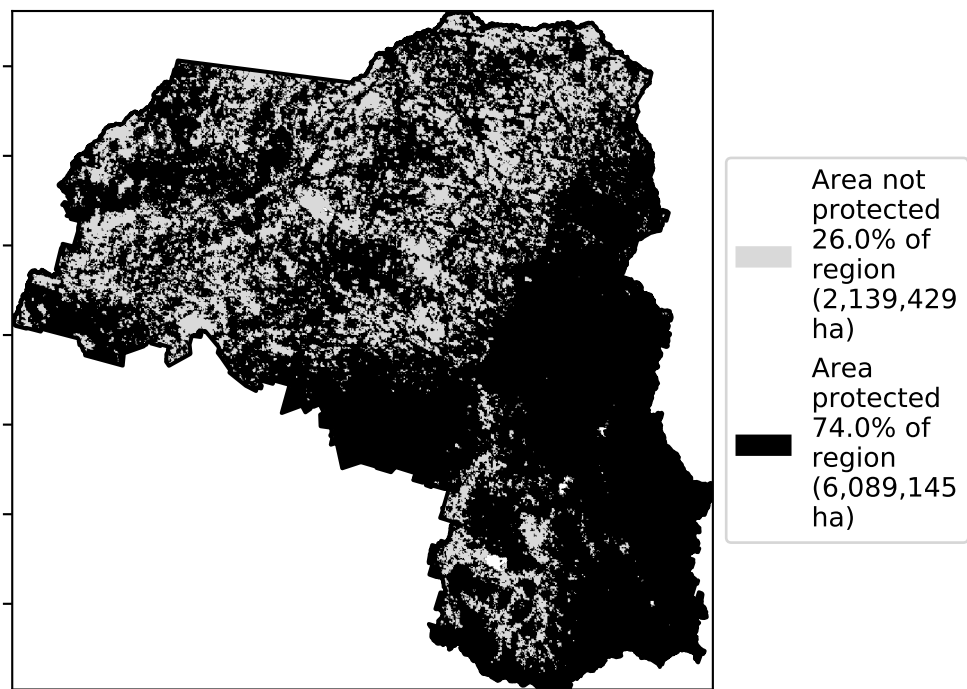 Area not
protected
26.0% of
region
(2,139,429
ha)
Area
protected
74.0% of
region
(6,089,145
ha)